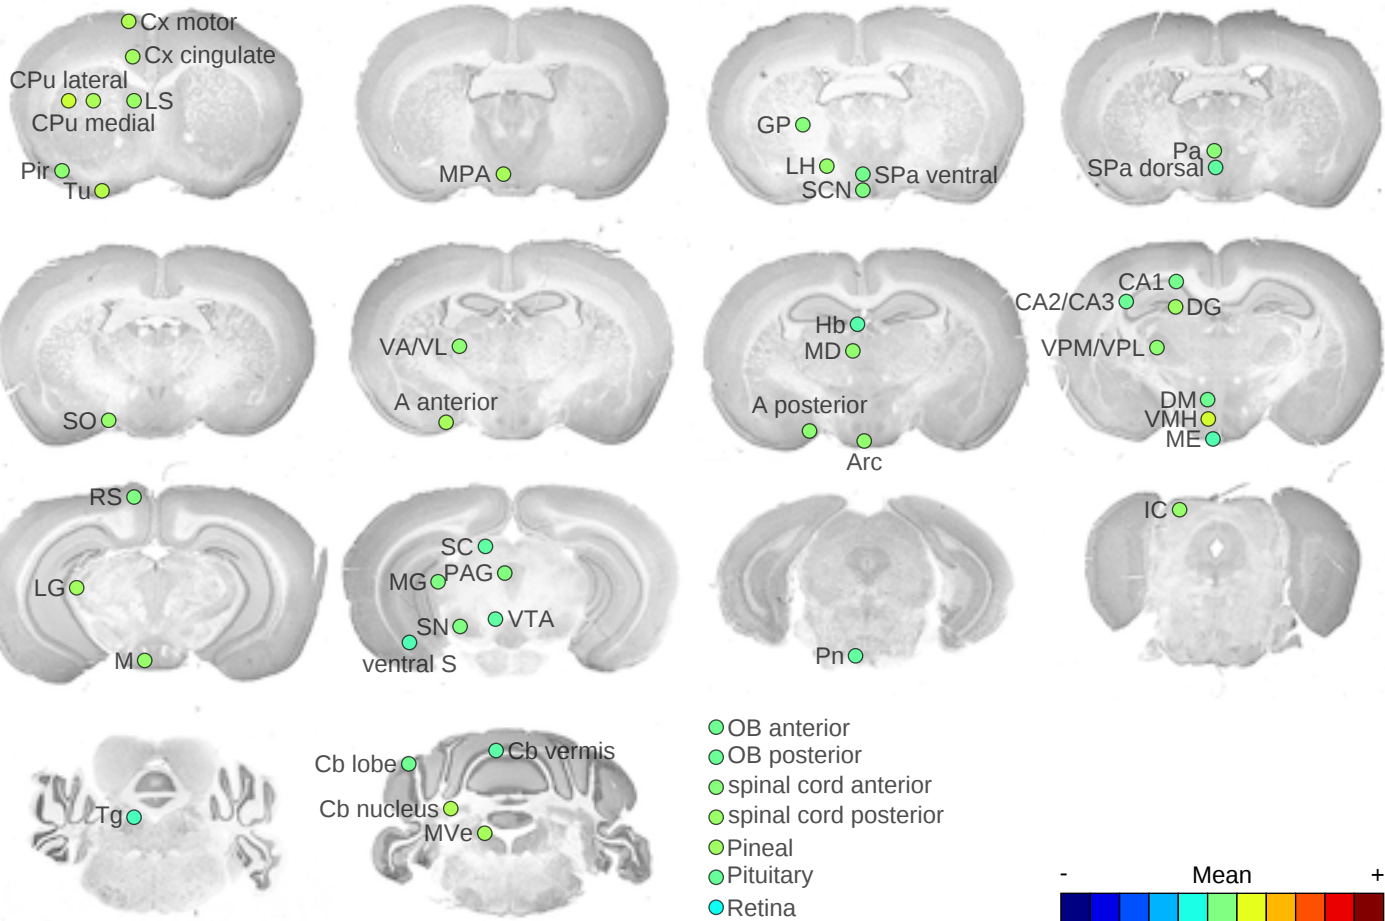 Cx motor
Cx cingulate
CPu lateral
LS
CPu medial
Pir
Tu
MPA
GP
LH
SPa ventral
SCN
Pa
SPa dorsal
SO
VA/VL
A anterior
Hb
MD
A posterior
Arc
CA1
CA2/CA3
DG
VPM/VPL
DM
VMH
ME
RS
LG
M
SC
MG
PAG
SN
VTA
ventral S
Pn
IC
Tg
Cb lobe
Cb vermis
Cb nucleus
MVe
OB anterior
OB posterior
spinal cord anterior
spinal cord posterior
Pineal
Pituitary
Retina
- Mean +